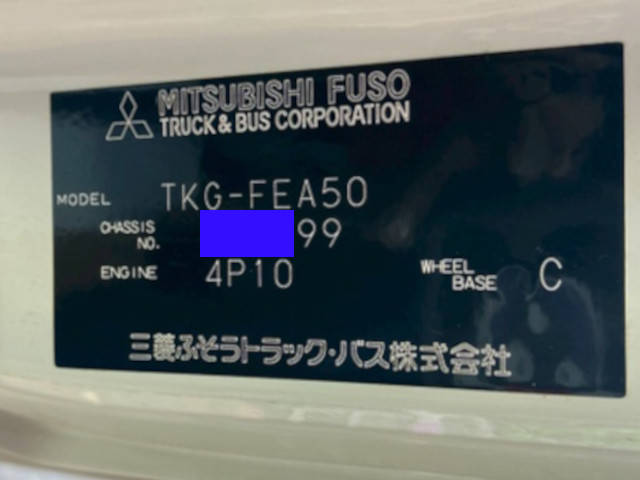 MITSUBISHI FUSO
TRUCK & BUS CORPORATION
MODEL TKG-FEA50
CHASSIS NO. 99
ENGINE 4P10 WHEEL BASE C
三菱ふそうトラック・バス株式会社